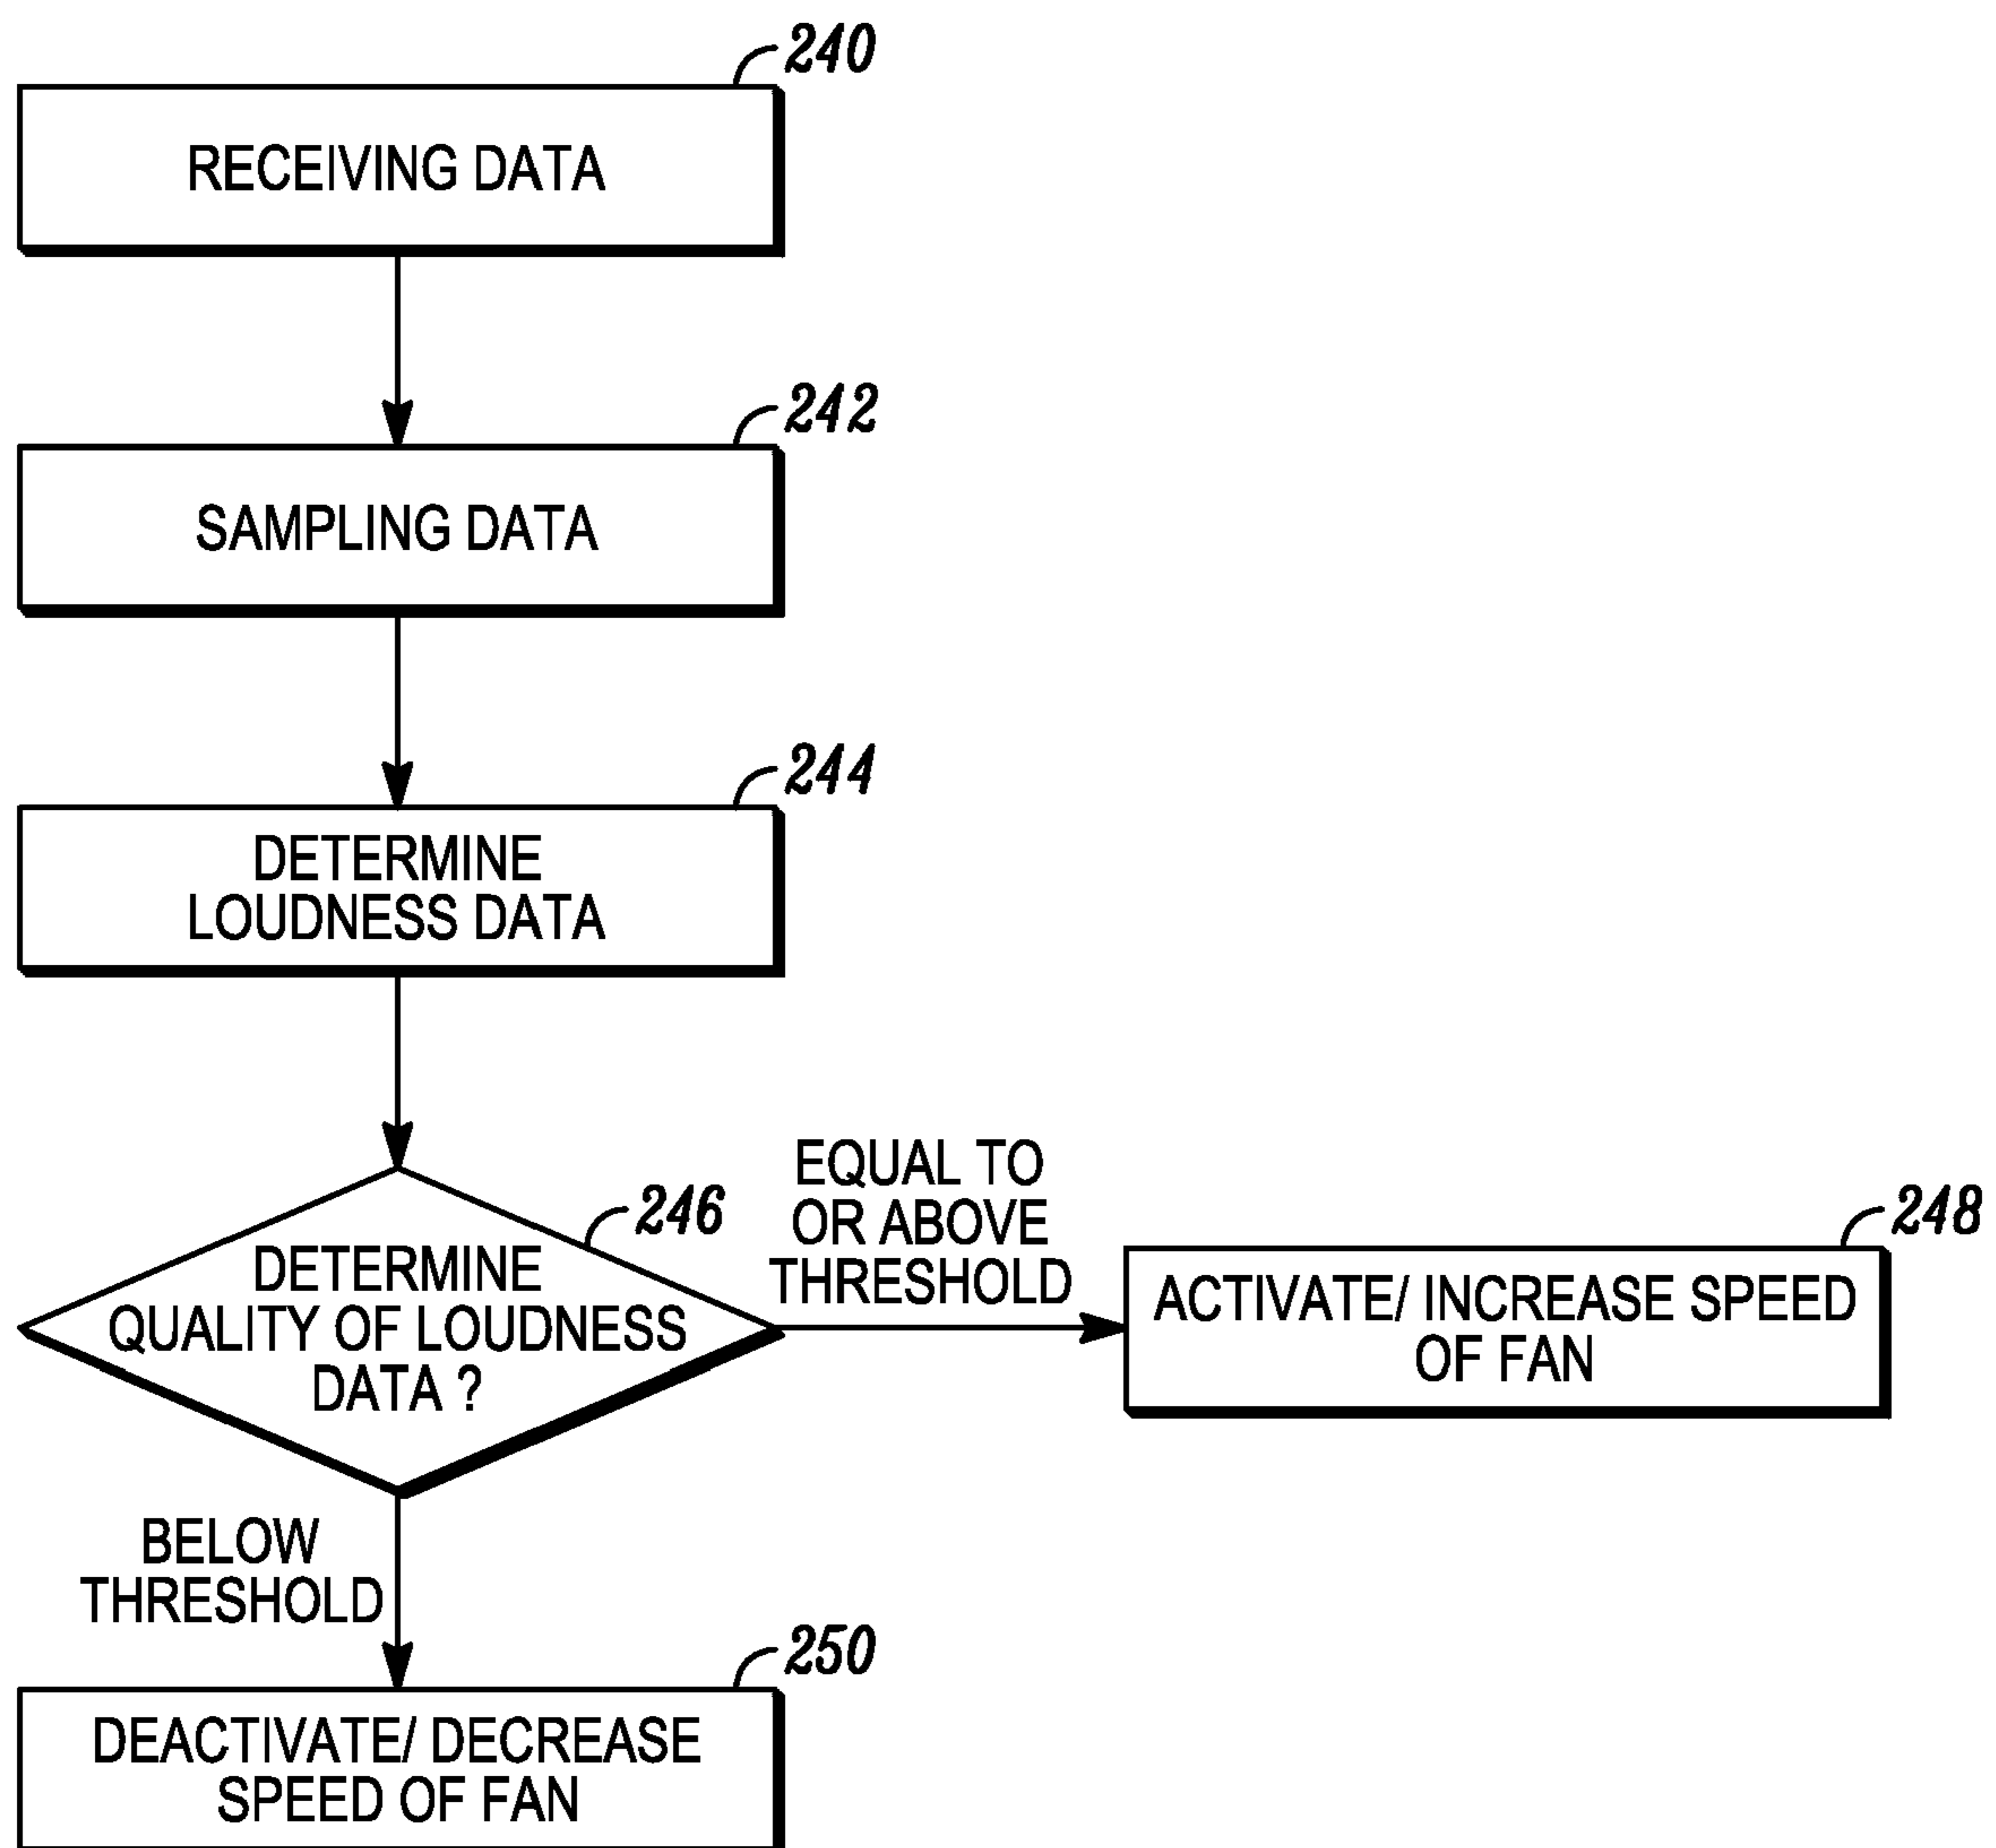 240
RECEIVING DATA
242
SAMPLING DATA
244
DETERMINE
LOUDNESS DATA
246
DETERMINE
QUALITY OF LOUDNESS
DATA ?
EQUAL TO
OR ABOVE
THRESHOLD
248
ACTIVATE/ INCREASE SPEED
OF FAN
BELOW
THRESHOLD
250
DEACTIVATE/ DECREASE
SPEED OF FAN